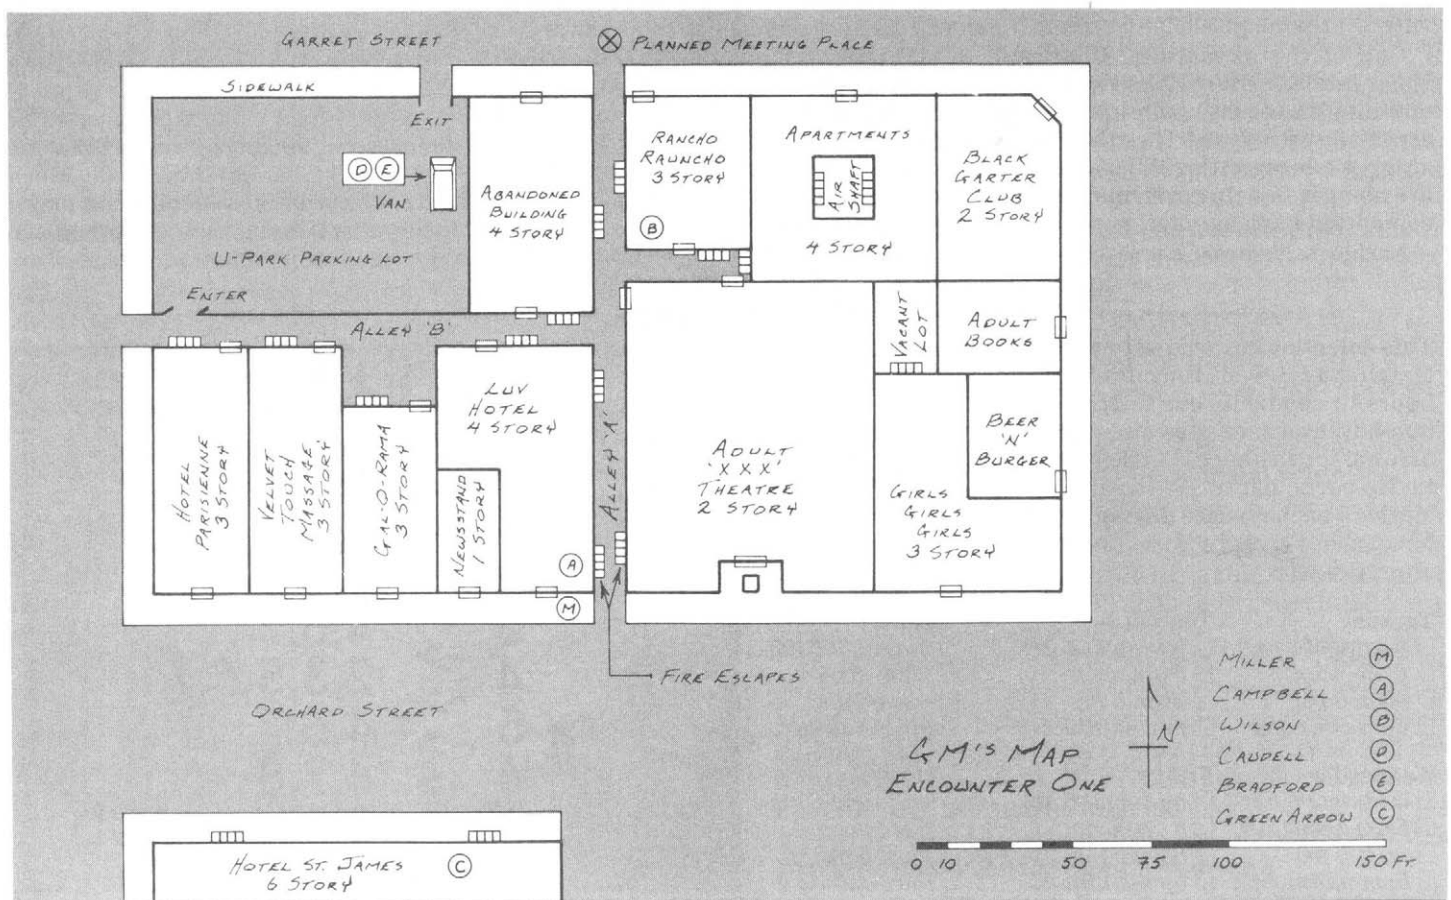 GARRET STREET
PLANNED MEETING PLACE
SIDEWALK
EXIT
D E
VAN
ABANDONED
BUILDING
4 STORY
U-PARK PARKING LOT
ENTER
RANCHO
RAUNCHO
3 STORY
B
APARTMENTS
AIR
SHAFT
4 STORY
BLACK
GARTER
CLUB
2 STORY
ALLEY 'B'
VACANT
LOT
ADULT
BOOKS
HOTEL
PARISIENNE
3 STORY
VELVET
TOUCH
MASSAGE
3 STORY
GAL-O-RAMA
3 STORY
LUV
HOTEL
4 STORY
NEWSSTAND
1 STORY
A
M
ALLEY 'A'
ADULT
'XXX'
THEATRE
2 STORY
BEER
'N'
BURGER
GIRLS
GIRLS
GIRLS
3 STORY
FIRE ESCAPES
ORCHARD STREET
GM'S MAP
ENCOUNTER ONE
N
MILLER M
CAMPBELL A
WILSON B
CAUDELL D
BRADFORD E
GREEN ARROW C
0 10 50 75 100 150 FT
HOTEL ST. JAMES
6 STORY
C